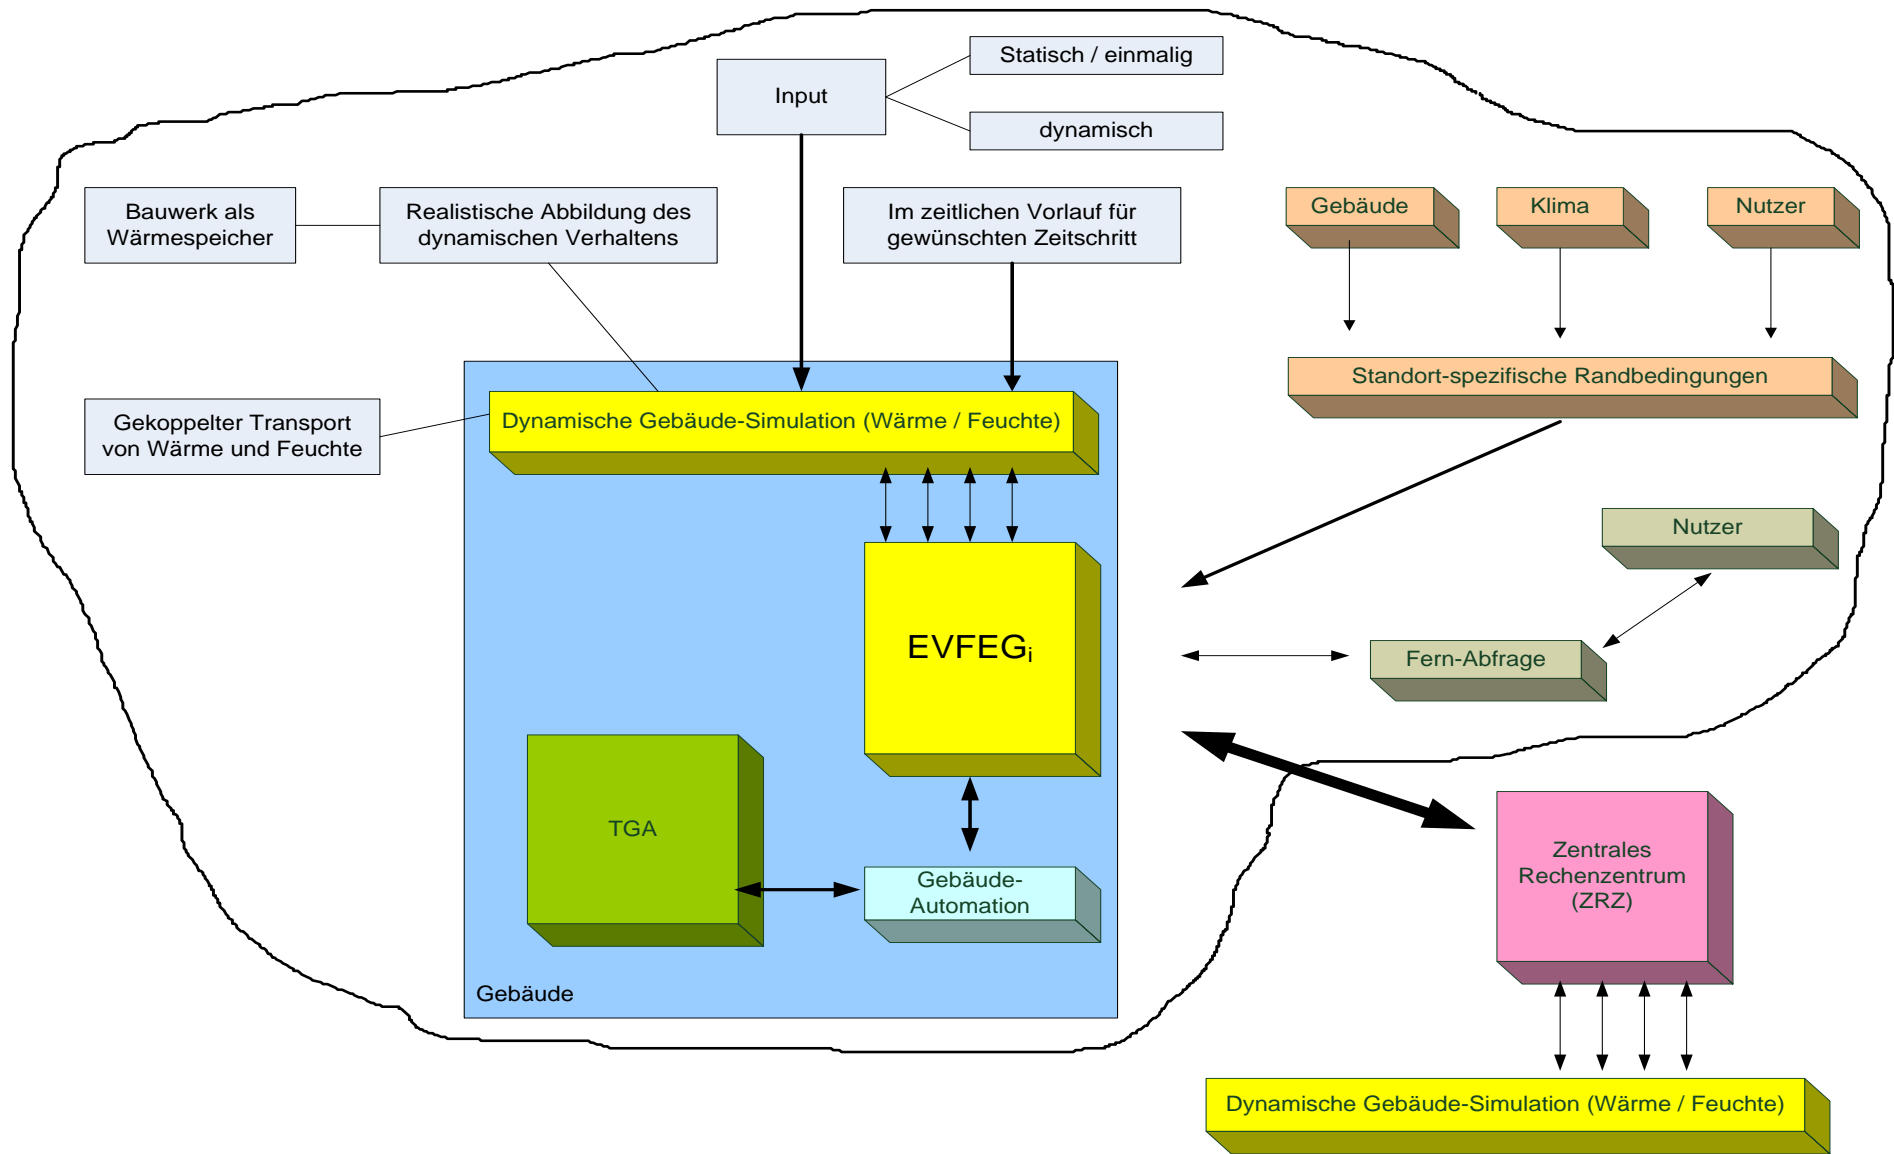 Statisch / einmalig
Input
dynamisch
Bauwerk als
Wärmespeicher
Realistische Abbildung des
dynamischen Verhaltens
Im zeitlichen Vorlauf für
gewünschten Zeitschritt
Gebäude
Klima
Nutzer
Standort-spezifische Randbedingungen
Gekoppelter Transport
von Wärme und Feuchte
Dynamische Gebäude-Simulation (Wärme / Feuchte)
Nutzer
EVFEGi
Fern-Abfrage
TGA
Gebäude-
Automation
Zentrales
Rechenzentrum
(ZRZ)
Gebäude
Dynamische Gebäude-Simulation (Wärme / Feuchte)